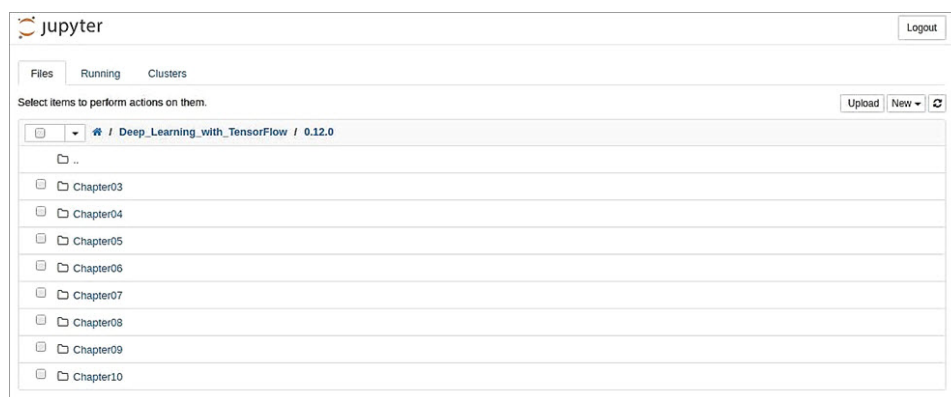 jupyter
Logout
Files Running Clusters
Select items to perform actions on them.
Upload New
/ Deep_Learning_with_TensorFlow / 0.12.0
..
Chapter03
Chapter04
Chapter05
Chapter06
Chapter07
Chapter08
Chapter09
Chapter10